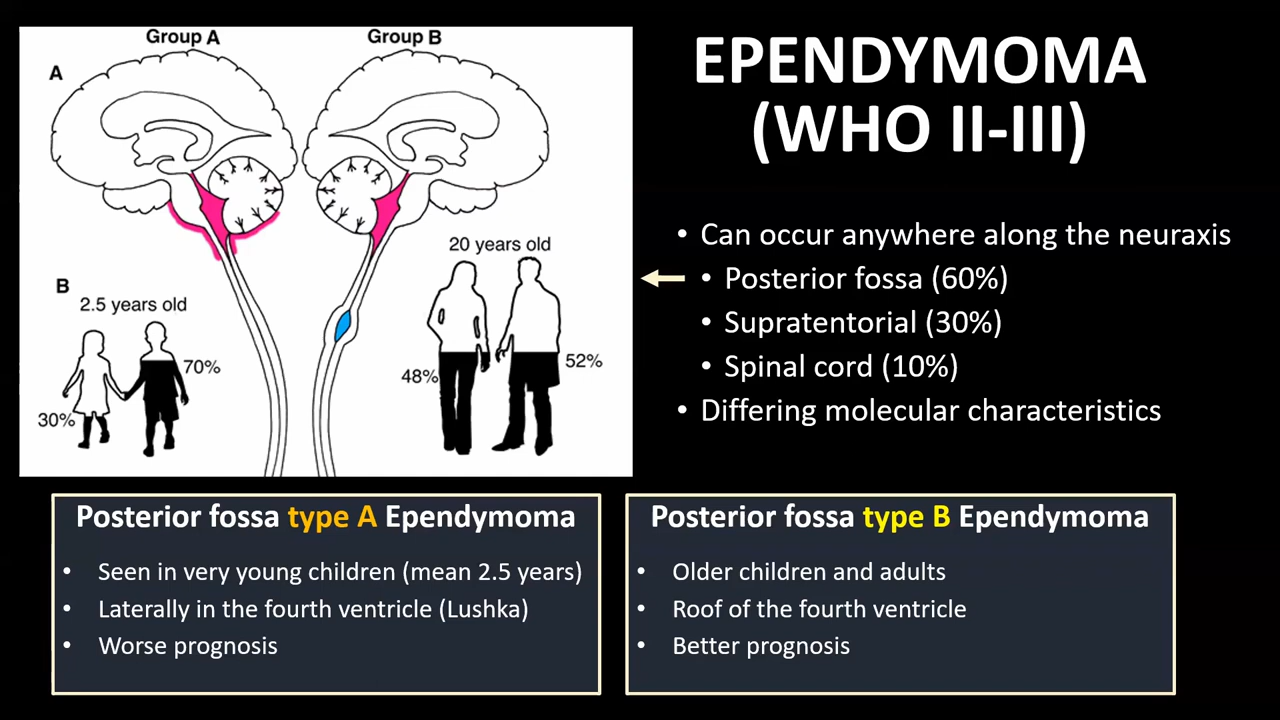 Group A
Group B
A
B
2.5 years old
70%
30%
20 years old
48%
52%
EPENDYMOMA
(WHO II-III)
• Can occur anywhere along the neuraxis
• Posterior fossa (60%)
• Supratentorial (30%)
• Spinal cord (10%)
• Differing molecular characteristics
Posterior fossa type A Ependymoma
• Seen in very young children (mean 2.5 years)
• Laterally in the fourth ventricle (Lushka)
• Worse prognosis
Posterior fossa type B Ependymoma
• Older children and adults
• Roof of the fourth ventricle
• Better prognosis